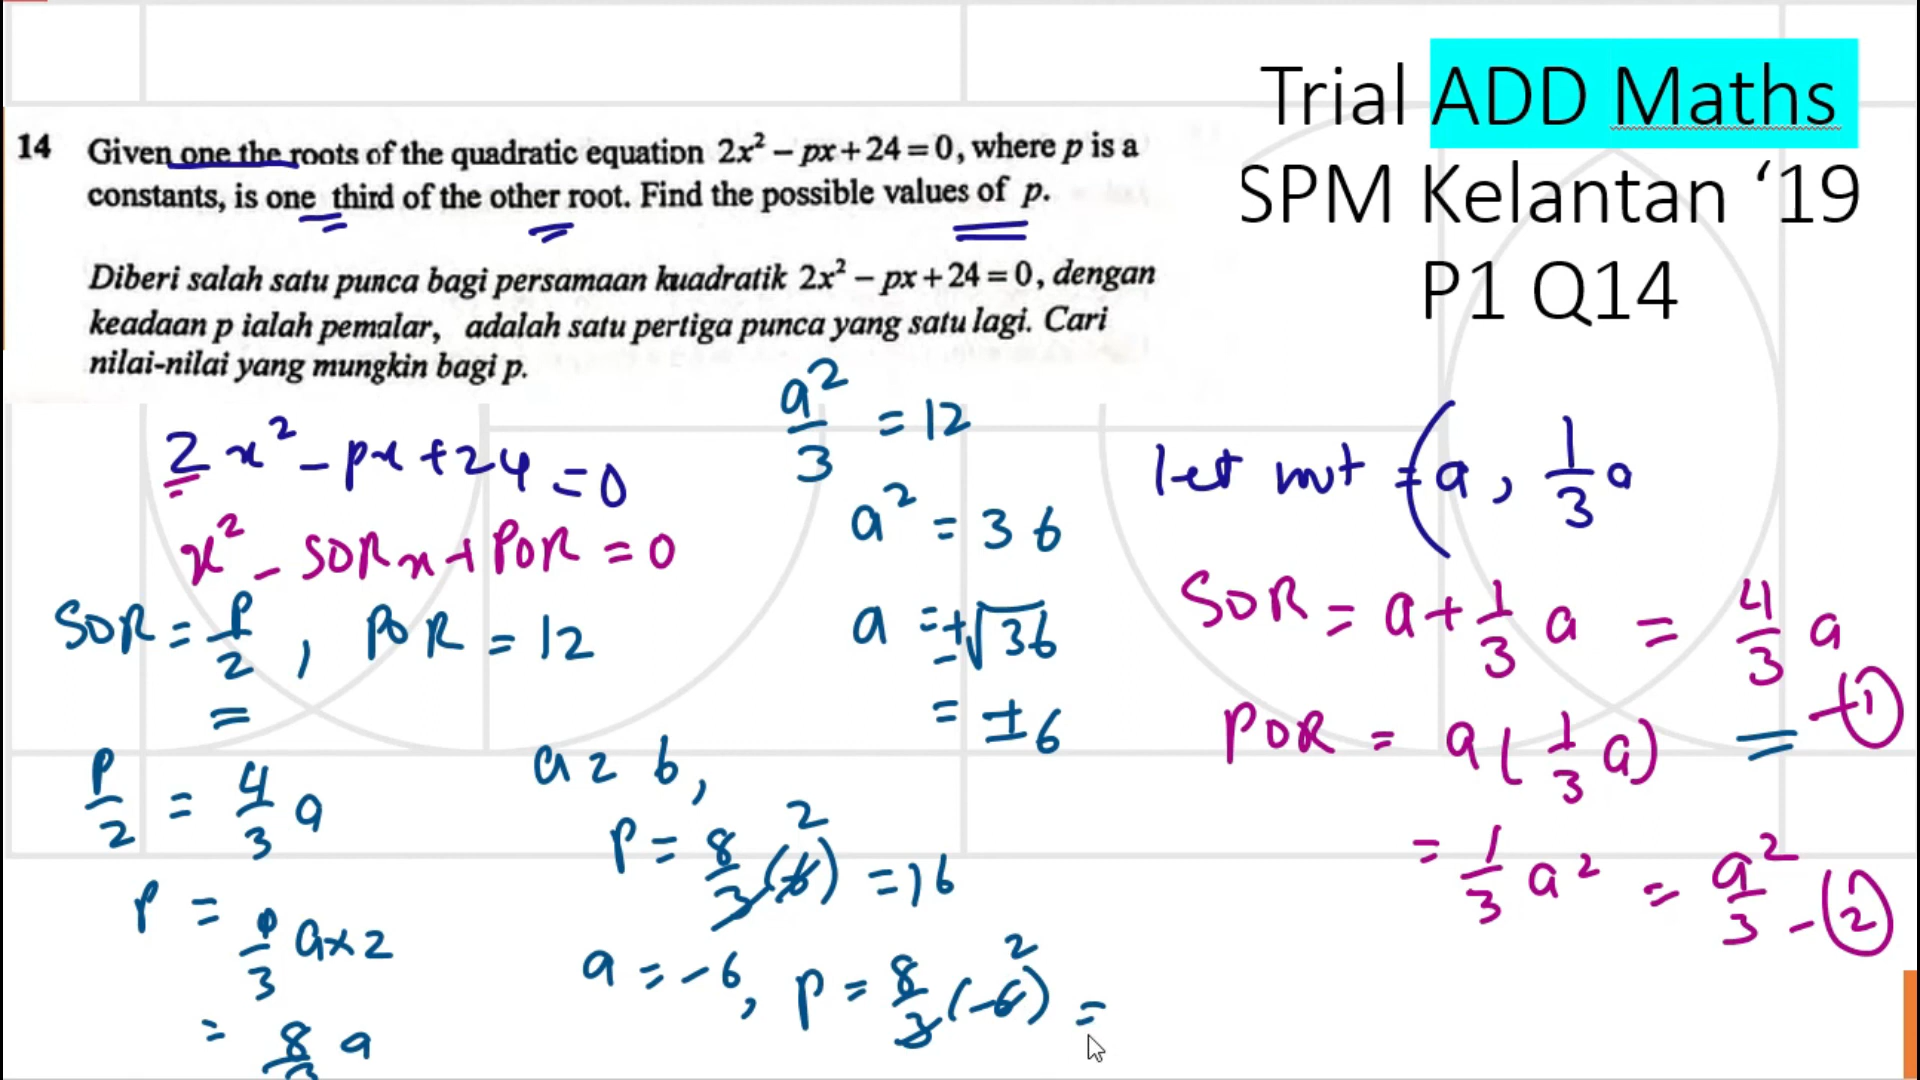 Trial ADD Maths
SPM Kelantan ‘19
P1 Q14
14 Given one the roots of the quadratic equation 2x² – px + 24 = 0, where p is a
constants, is one third of the other root. Find the possible values of p.
Diberi salah satu punca bagi persamaan kuadratik 2x² – px + 24 = 0, dengan
keadaan p ialah pemalar, adalah satu pertiga punca yang satu lagi. Cari
nilai-nilai yang mungkin bagi p.
2x² – px + 24 = 0
x² – SORx + POR = 0
SOR = p/2 , POR = 12
=
p/2 = 4/3 a
p = /3 a × 2
= 8/3 a
a²/3 = 12
a² = 36
a = ±√36
= ±6
a = 6,
p = 8/3 (6) 2 = 16
a = -6, p = 8/3 (-6) 2 =
let = (a, 1/3 a
SOR = a + 1/3 a = 4/3 a – ①
POR = a(1/3 a)
= 1/3 a² = a²/3 – ②